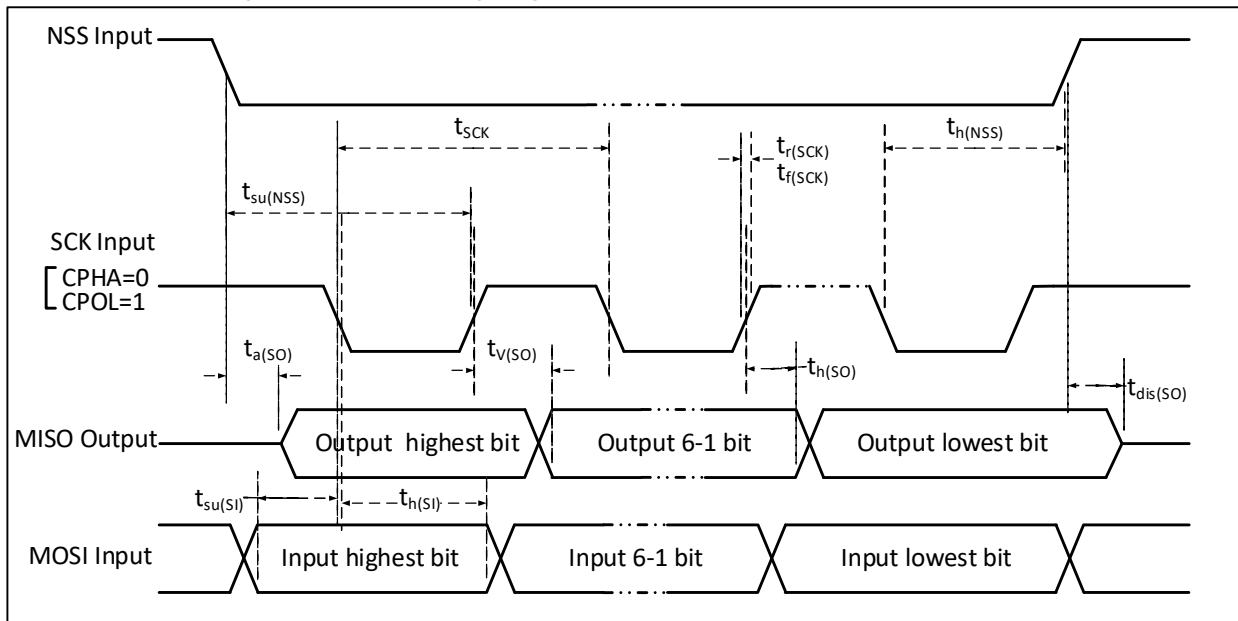 NSS Input
tSCK
tr(SCK)
tf(SCK)
th(NSS)
tsu(NSS)
SCK Input
CPHA=0
CPOL=1
ta(SO)
tV(SO)
th(SO)
tdis(SO)
MISO Output
Output highest bit
Output 6-1 bit
Output lowest bit
tsu(SI)
th(SI)
MOSI Input
Input highest bit
Input 6-1 bit
Input lowest bit